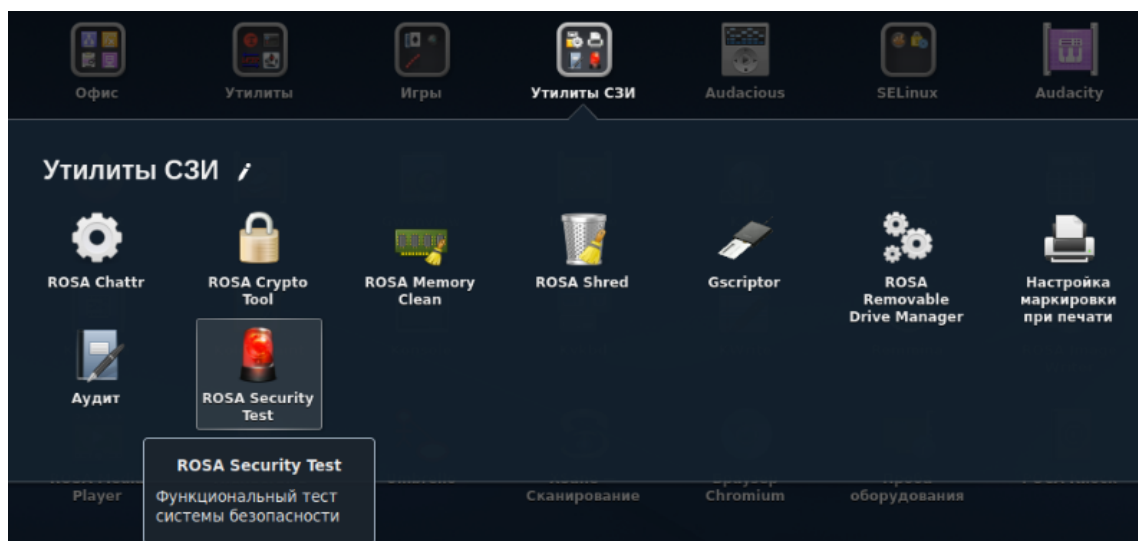 Офис
Утилиты
Игры
Утилиты СЗИ
Audacious
SELinux
Audacity
Утилиты СЗИ
ROSA Chattr
ROSA Crypto
Tool
ROSA Memory
Clean
ROSA Shred
Gscriptor
ROSA
Removable
Drive Manager
Настройка
маркировки
при печати
Аудит
ROSA Security
Test
ROSA Security Test
Функциональный тест
системы безопасности
Player
Сканирование
Chromium
оборудования